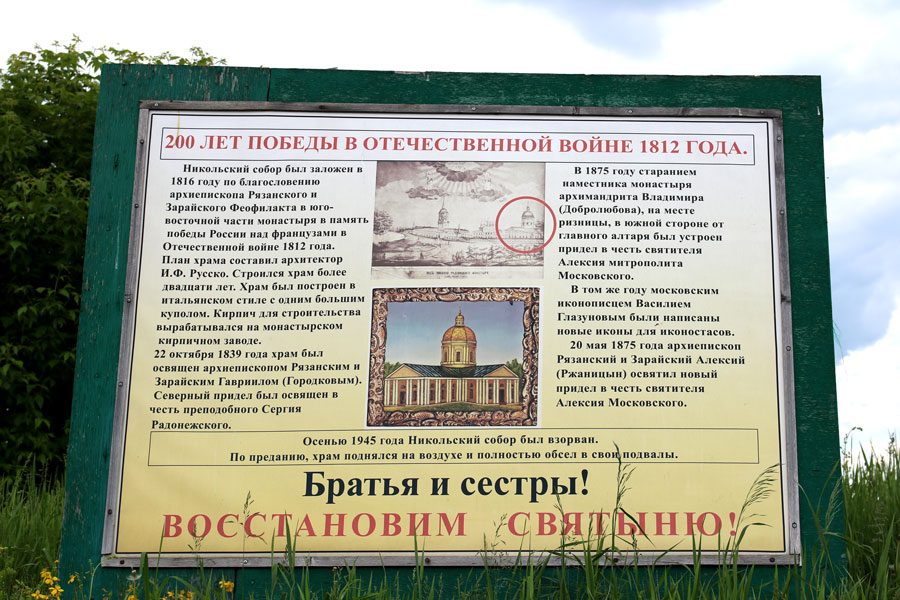 200 ЛЕТ ПОБЕДЫ В ОТЕЧЕСТВЕННОЙ ВОЙНЕ 1812 ГОДА.
Никольский собор был заложен в
1816 году по благословению
архиепископа Рязанского и
Зарайского Феофилакта в юго-
восточной части монастыря в память
победы России над французами в
Отечественной войне 1812 года.
План храма составил архитектор
И.Ф. Руско. Строился храм более
двадцати лет. Храм был построен в
итальянском стиле с одним большим
куполом. Кирпич для строительства
вырабатывался на монастырском
кирпичном заводе.
22 октября 1839 года храм был
освящен архиепископом Рязанским и
Зарайским Гавриилом (Городковым).
Северный придел был освящен в
честь преподобного Сергия
Радонежского.
В 1875 году старанием
наместника монастыря
архимандрита Владимира
(Добролюбова), на месте
ризницы, в южной стороне от
главного алтаря был устроен
придел в честь святителя
Алексия митрополита
Московского.
В том же году московским
иконописцем Василием
Глазуновым были написаны
новые иконы для иконостасов.
20 мая 1875 года архиепископ
Рязанский и Зарайский Алексий
(Ржаницын) освятил новый
придел в честь святителя
Алексия Московского.
Осенью 1945 года Никольский собор был взорван.
По преданию, храм поднялся на воздухе и полностью обсел в свои подвалы.
Братья и сестры!
ВОССТАНОВИМ СВЯТЫНЮ!